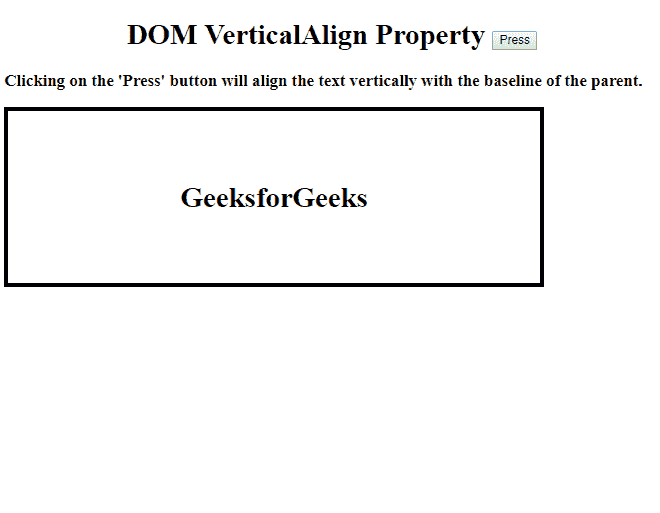 DOM VerticalAlign Property Press
Clicking on the 'Press' button will align the text vertically with the baseline of the parent.
GeeksforGeeks